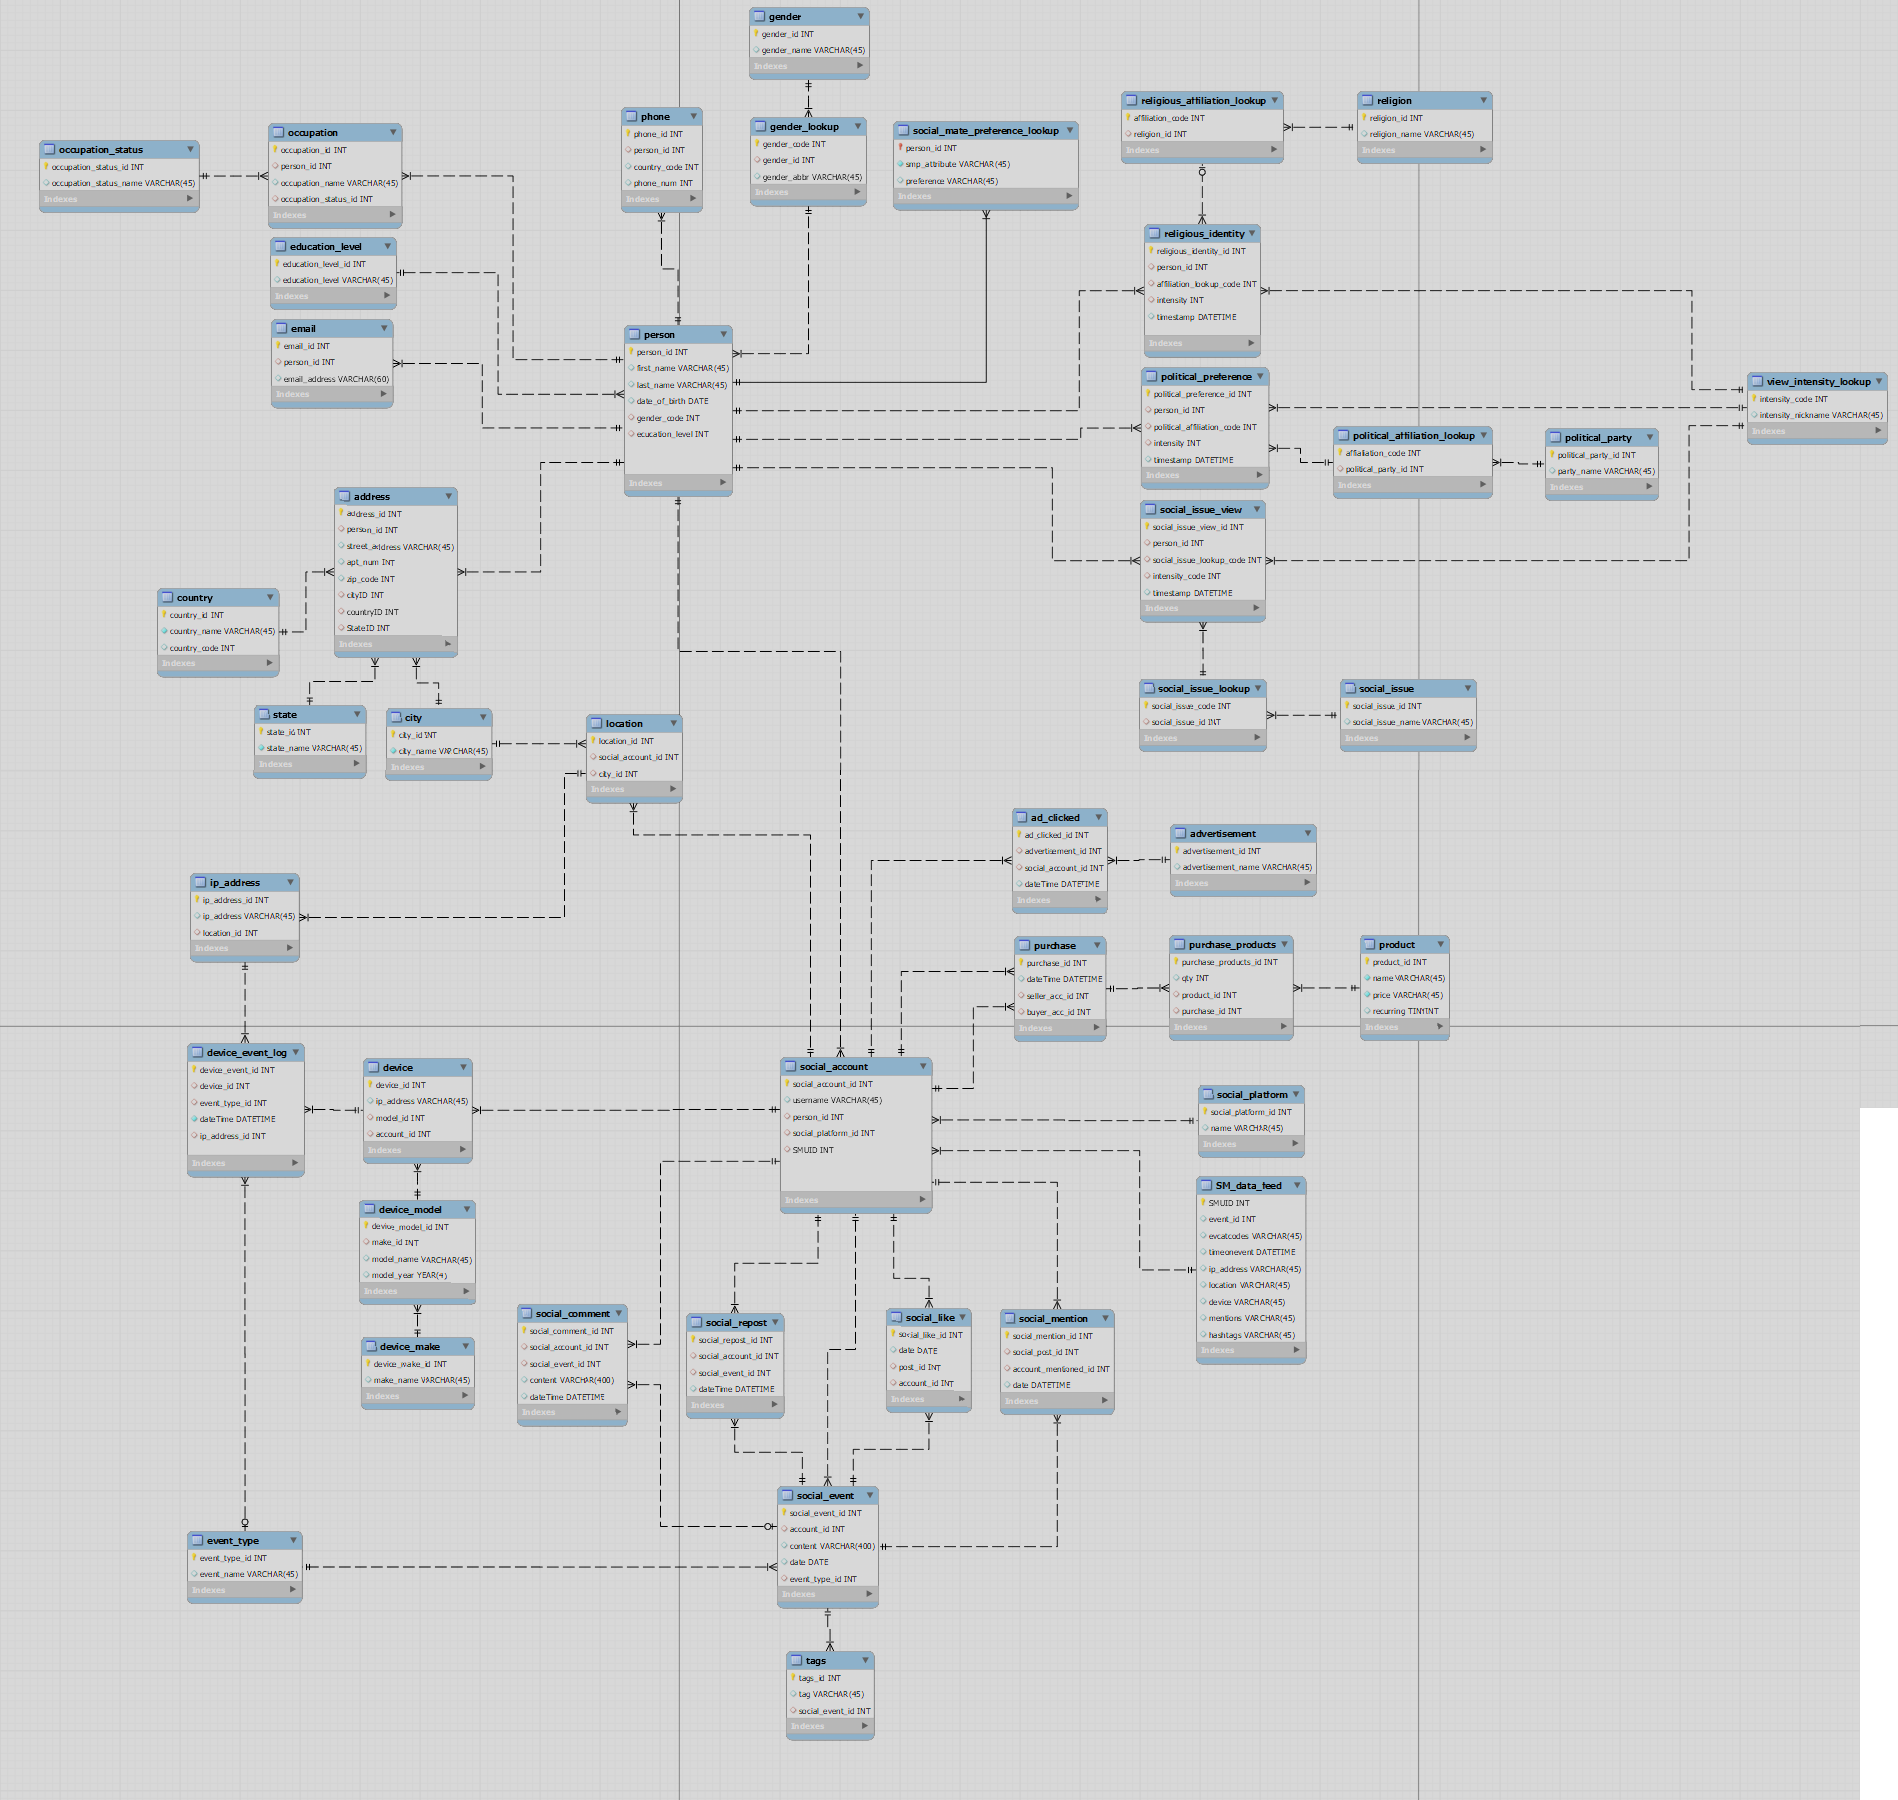 gender
gender_id INT
gender_name VARCHAR(45)
Indexes
phone
phone_id INT
person_id INT
country_code INT
phone_num INT
Indexes
gender_lookup
gender_code INT
gender_id INT
gender_abbr VARCHAR(45)
Indexes
social_mate_preference_lookup
person_id INT
smp_attribute VARCHAR(45)
preference VARCHAR(45)
Indexes
religious_affiliation_lookup
affiliation_code INT
religion_id INT
Indexes
religion
religion_id INT
religion_name VARCHAR(45)
Indexes
occupation_status
occupation_status_id INT
occupation_status_name VARCHAR(45)
Indexes
occupation
occupation_id INT
person_id INT
occupation_name VARCHAR(45)
occupation_status_id INT
Indexes
education_level
education_level_id INT
education_level VARCHAR(45)
Indexes
email
email_id INT
person_id INT
email_address VARCHAR(60)
Indexes
person
person_id INT
first_name VARCHAR(45)
last_name VARCHAR(45)
date_of_birth DATE
gender_code INT
ecucation_level INT
Indexes
religious_identity
religious_identity_id INT
person_id INT
affiliation_lookup_code INT
intensity INT
timestamp DATETIME
Indexes
political_preference
political_preference_id INT
person_id INT
political_affiliation_code INT
intensity INT
timestamp DATETIME
Indexes
view_intensity_lookup
intensity_code INT
intensity_nickname VARCHAR(45)
Indexes
political_affiliation_lookup
affialiation_code INT
political_party_id INT
Indexes
political_party
political_party_id INT
party_name VARCHAR(45)
Indexes
social_issue_view
social_issue_view_id INT
person_id INT
social_issue_lookup_code INT
intensity_code INT
timestamp DATETIME
Indexes
address
address_id INT
person_id INT
street_address VARCHAR(45)
apt_num INT
zip_code INT
cityID INT
countryID INT
StateID INT
Indexes
country
country_id INT
country_name VARCHAR(45)
country_code INT
Indexes
state
state_id INT
state_name VARCHAR(45)
Indexes
city
city_id INT
city_name VARCHAR(45)
Indexes
location
location_id INT
social_account_id INT
city_id INT
Indexes
social_issue_lookup
social_issue_code INT
social_issue_id INT
Indexes
social_issue
social_issue_id INT
social_issue_name VARCHAR(45)
Indexes
ad_clicked
ad_clicked_id INT
advertisement_id INT
social_account_id INT
dateTime DATETIME
Indexes
advertisement
advertisement_id INT
advertisement_name VARCHAR(45)
Indexes
ip_address
ip_address_id INT
ip_address VARCHAR(45)
location_id INT
Indexes
purchase
purchase_id INT
dateTime DATETIME
seller_acc_id INT
buyer_acc_id INT
Indexes
purchase_products
purchase_products_id INT
qty INT
product_id INT
purchase_id INT
Indexes
product
product_id INT
name VARCHAR(45)
price VARCHAR(45)
recurring TINYINT
Indexes
device_event_log
device_event_id INT
device_id INT
event_type_id INT
dateTime DATETIME
ip_address_id INT
Indexes
device
device_id INT
ip_address VARCHAR(45)
model_id INT
account_id INT
Indexes
social_account
social_account_id INT
username VARCHAR(45)
person_id INT
social_platform_id INT
SMUID INT
Indexes
social_platform
social_platform_id INT
name VARCHAR(45)
Indexes
SM_data_feed
SMUID INT
event_id INT
evcatcodes VARCHAR(45)
timeonevent DATETIME
ip_address VARCHAR(45)
location VARCHAR(45)
device VARCHAR(45)
mentions VARCHAR(45)
hashtags VARCHAR(45)
Indexes
device_model
device_model_id INT
make_id INT
model_name VARCHAR(45)
model_year YEAR(4)
Indexes
device_make
device_make_id INT
make_name VARCHAR(45)
Indexes
social_comment
social_comment_id INT
social_account_id INT
social_event_id INT
content VARCHAR(400)
dateTime DATETIME
Indexes
social_repost
social_repost_id INT
social_account_id INT
social_event_id INT
dateTime DATETIME
Indexes
social_like
social_like_id INT
date DATE
post_id INT
account_id INT
Indexes
social_mention
social_mention_id INT
social_post_id INT
account_mentioned_id INT
date DATETIME
Indexes
social_event
social_event_id INT
account_id INT
content VARCHAR(400)
date DATE
event_type_id INT
Indexes
event_type
event_type_id INT
event_name VARCHAR(45)
Indexes
tags
tags_id INT
tag VARCHAR(45)
social_event_id INT
Indexes